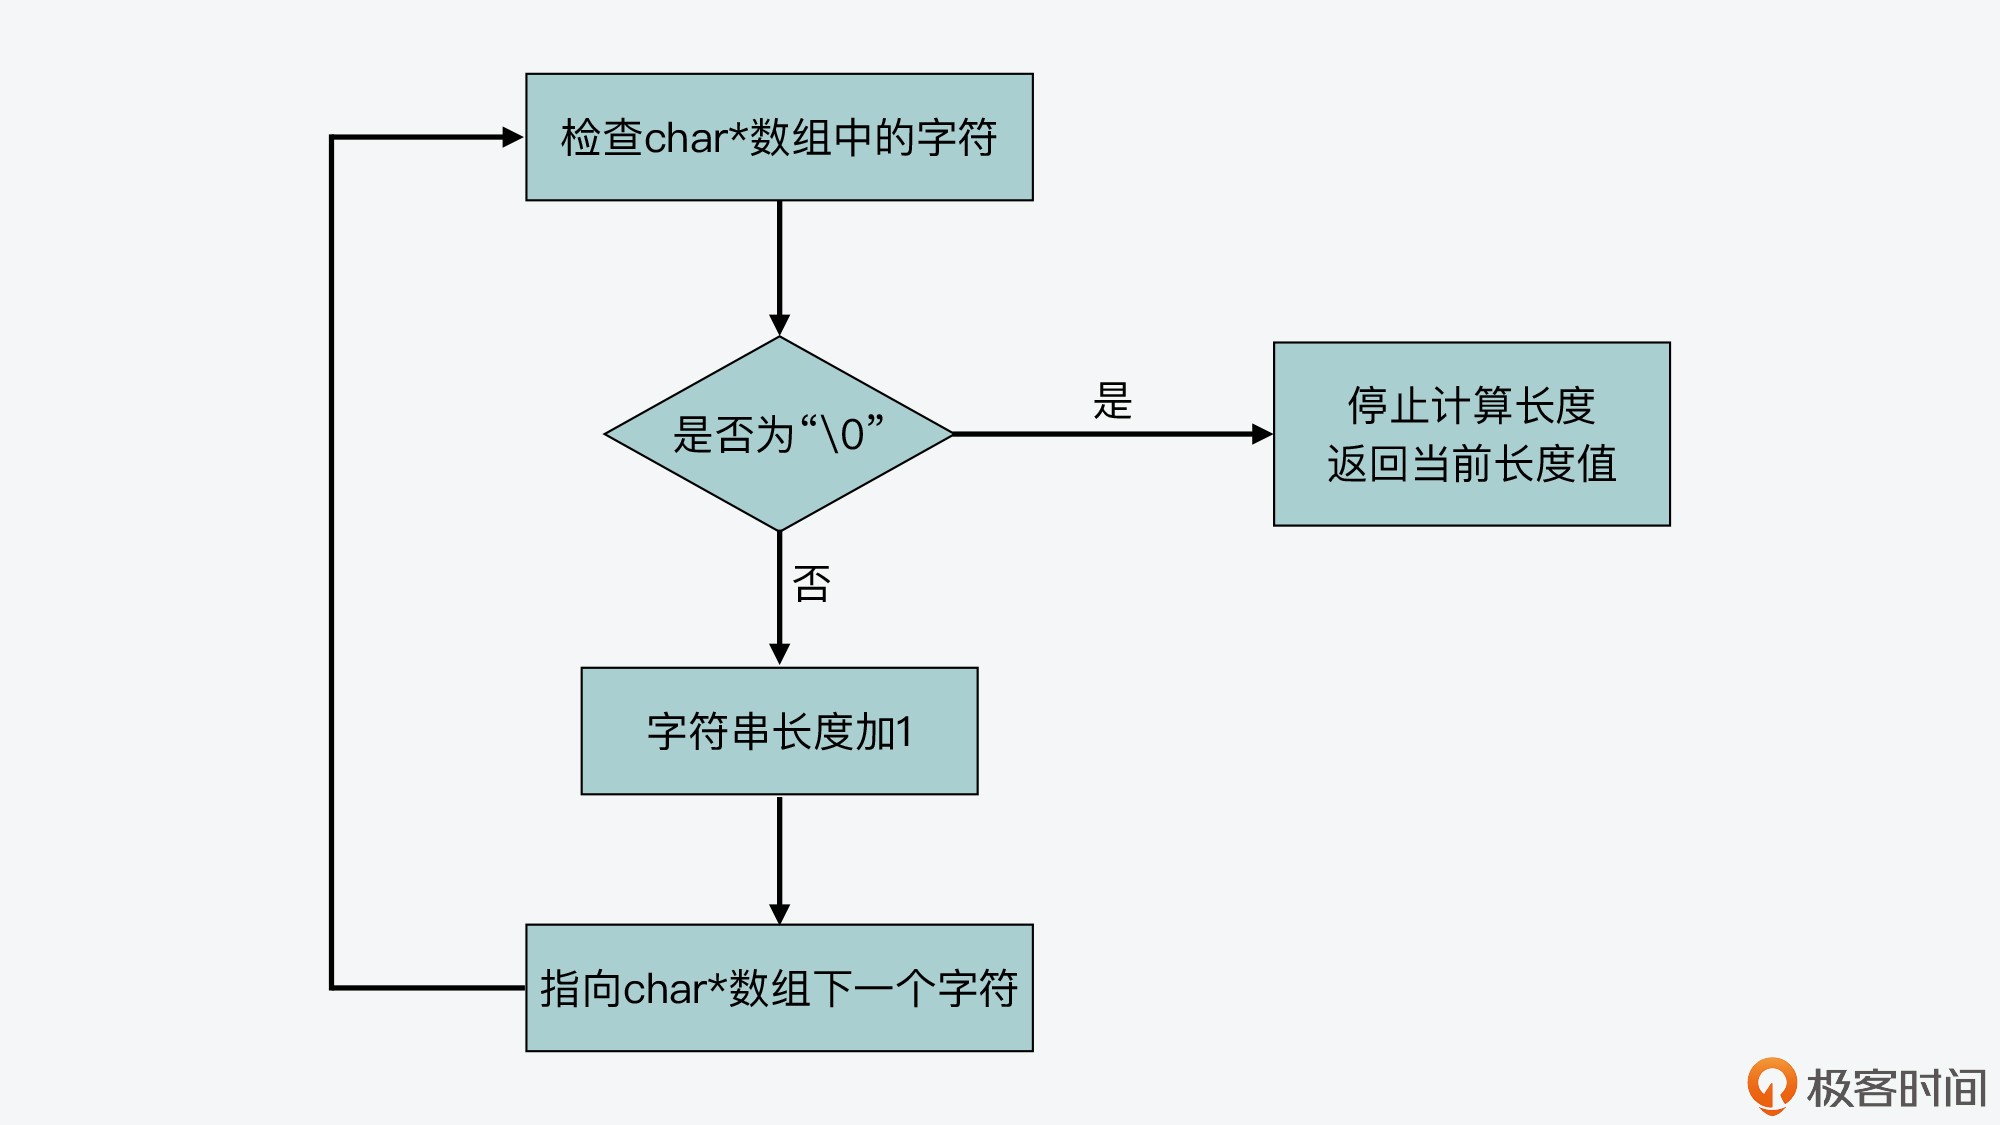 检查char*数组中的字符
是否为“\0”
是
停止计算长度
返回当前长度值
否
字符串长度加1
指向char*数组下一个字符
极客时间